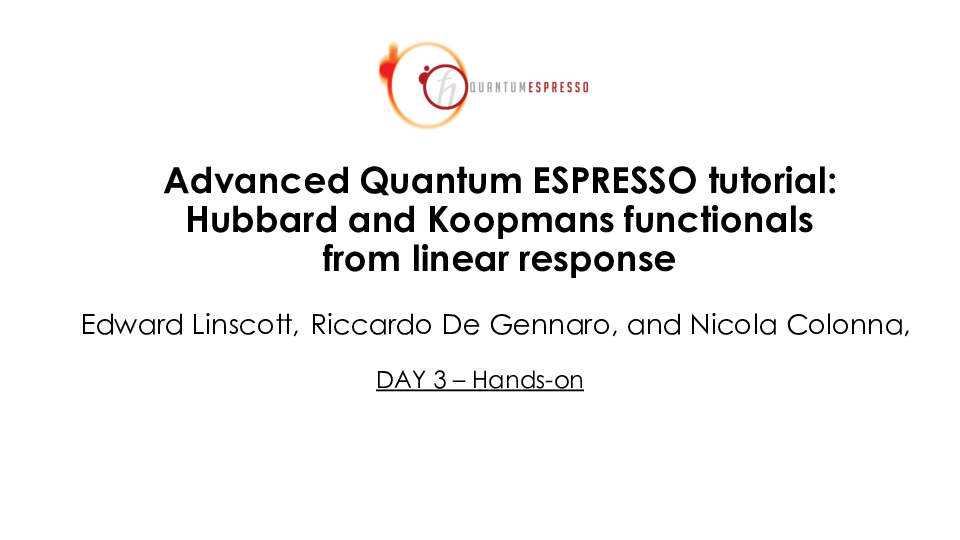 ħ QUANTUMESPRESSO
Advanced Quantum ESPRESSO tutorial:
Hubbard and Koopmans functionals
from linear response
Edward Linscott, Riccardo De Gennaro, and Nicola Colonna,
DAY 3 – Hands-on